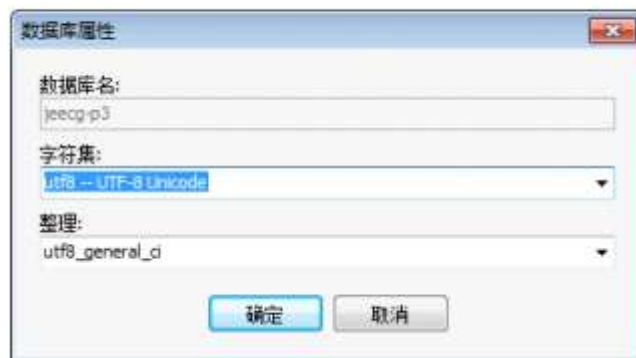 数据库属性
数据库名:
jeecg-p3
字符集:
utf8 -- UTF-8 Unicode
整理:
utf8_general_ci
确定
取消